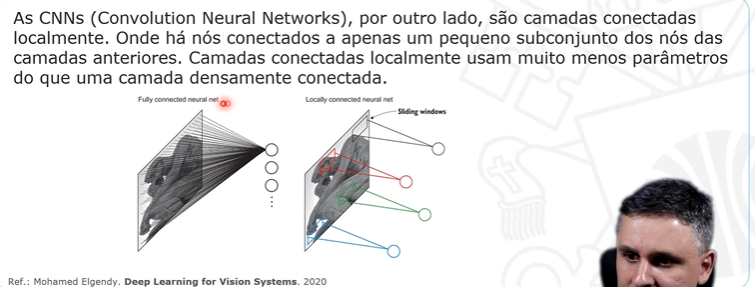 As CNNs (Convolution Neural Networks), por outro lado, são camadas conectadas
localmente. Onde há nós conectados a apenas um pequeno subconjunto dos nós das
camadas anteriores. Camadas conectadas localmente usam muito menos parâmetros
do que uma camada densamente conectada.
Fully connected neural net
Locally connected neural net
Sliding windows
Ref.: Mohamed Elgendy. Deep Learning for Vision Systems. 2020